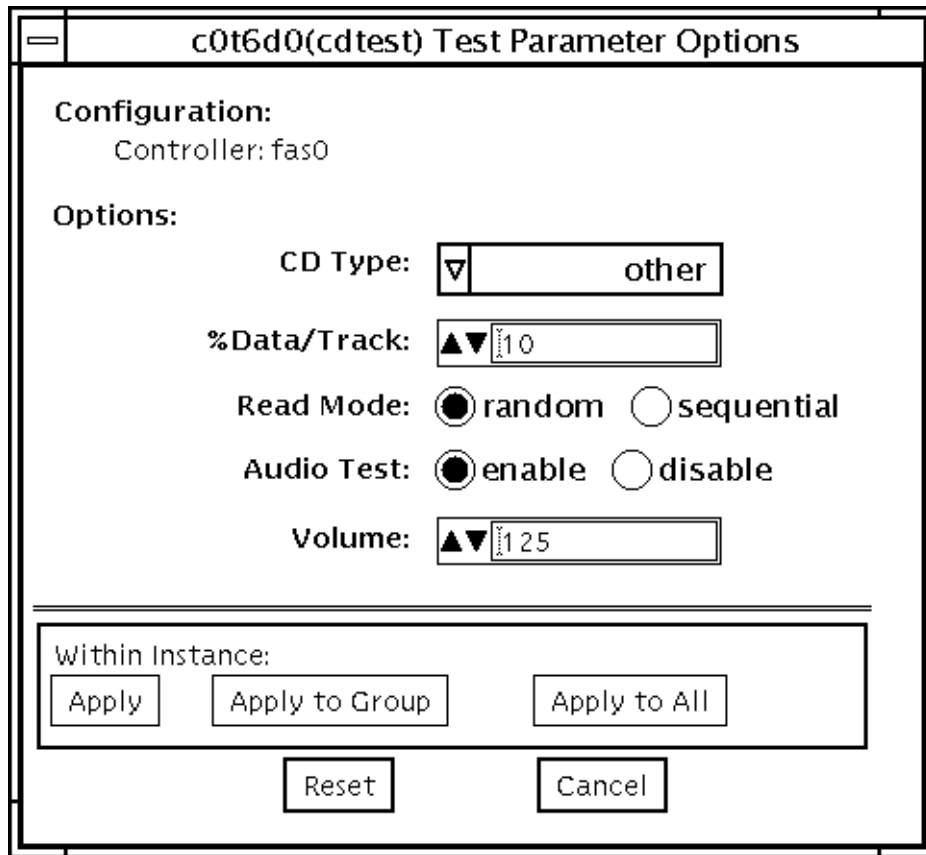 c0t6d0(cdtest) Test Parameter Options
Configuration:
Controller: fas0
Options:
CD Type: other
%Data/Track: 10
Read Mode: random sequential
Audio Test: enable disable
Volume: 125
Within Instance:
Apply Apply to Group Apply to All
Reset Cancel